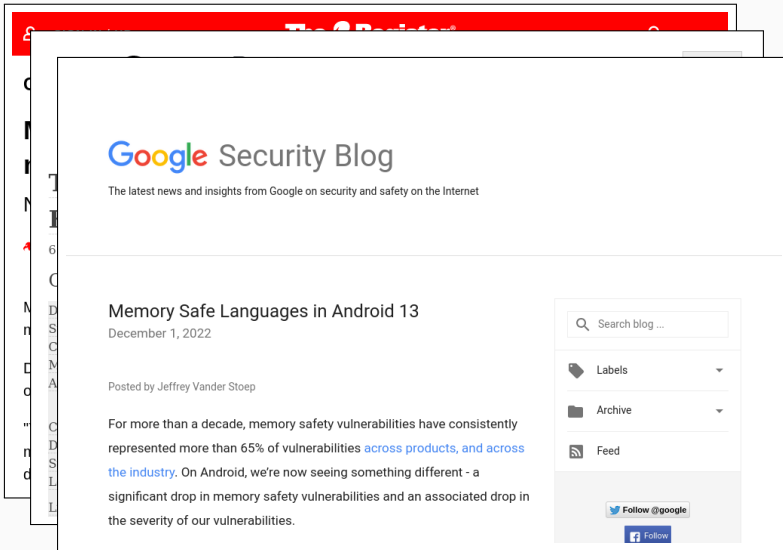 The Register
Google Security Blog
The latest news and insights from Google on security and safety on the Internet
Memory Safe Languages in Android 13
December 1, 2022
Posted by Jeffrey Vander Stoep
For more than a decade, memory safety vulnerabilities have consistently
represented more than 65% of vulnerabilities across products, and across
the industry. On Android, we're now seeing something different - a
significant drop in memory safety vulnerabilities and an associated drop in
the severity of our vulnerabilities.
Search blog ...
Labels
Archive
Feed
Follow @google
Follow